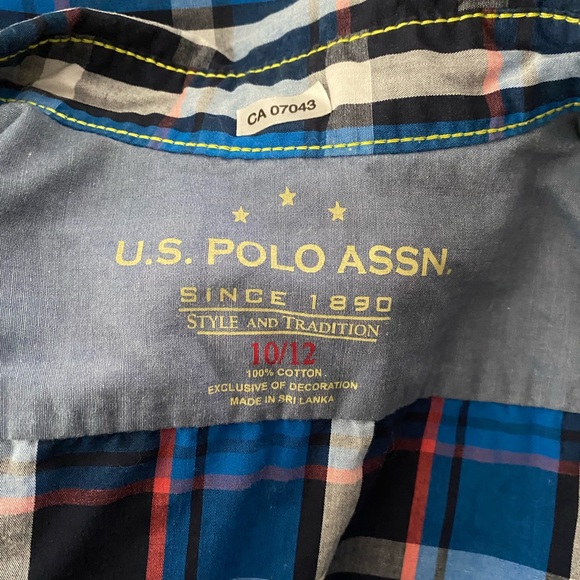 CA 07043
U.S. POLO ASSN.
SINCE 1890
STYLE AND TRADITION
10/12
100% COTTON.
EXCLUSIVE OF DECORATION
MADE IN SRI LANKA